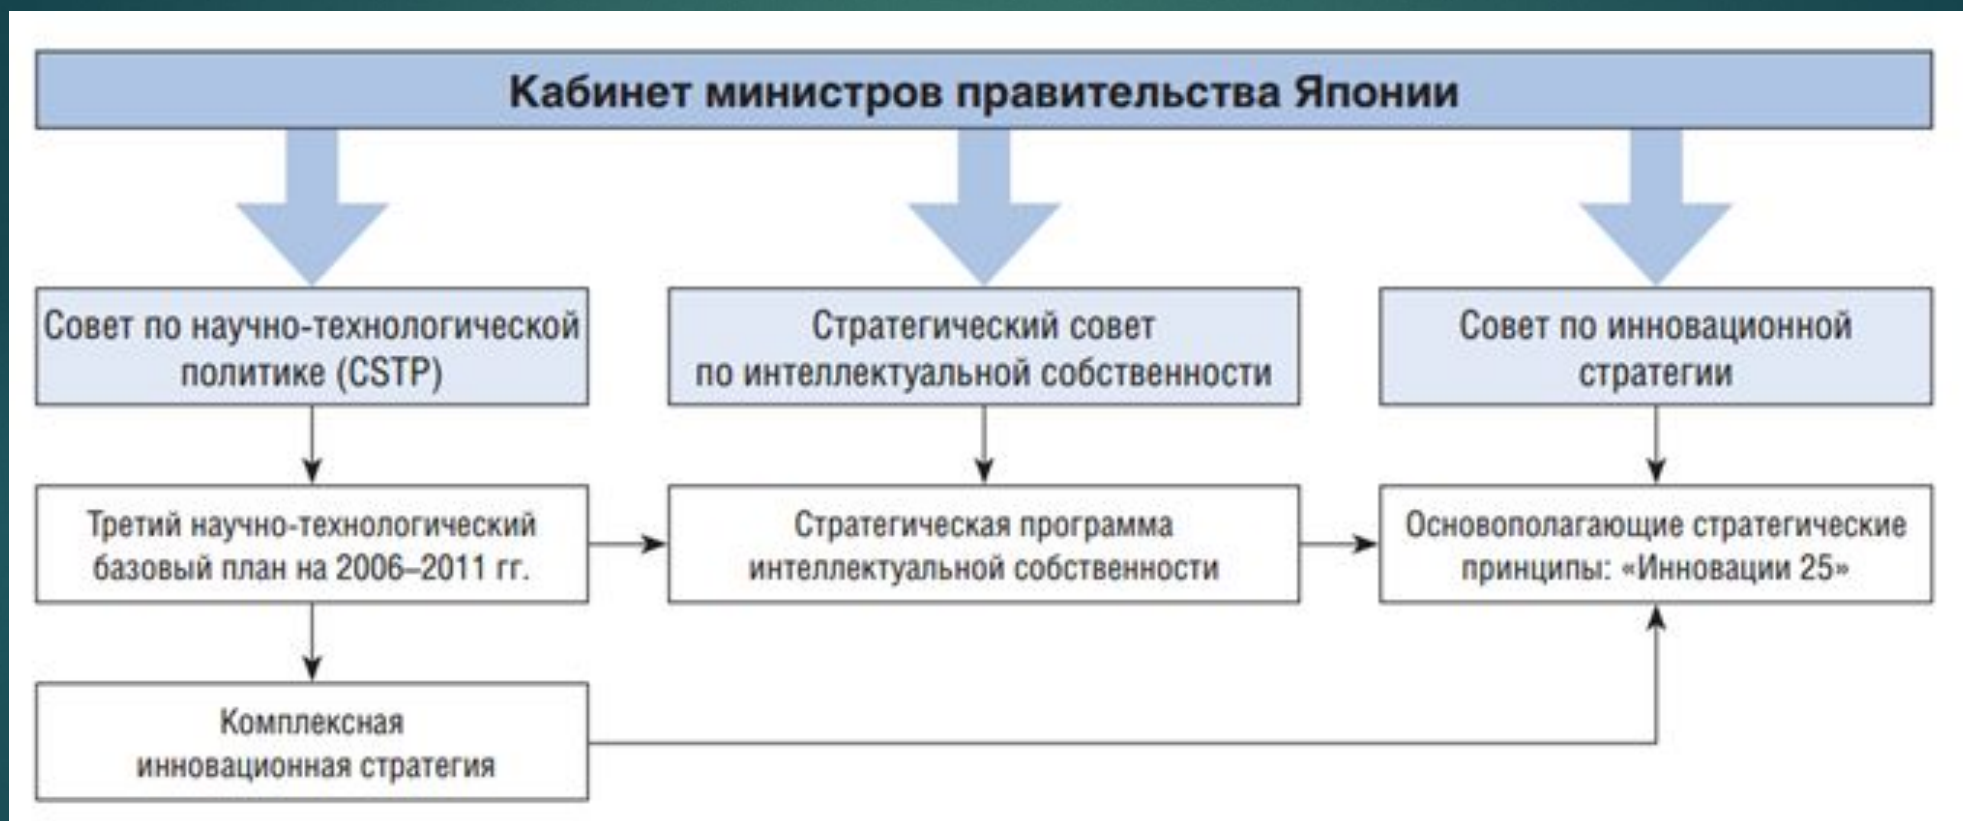 Кабинет министров правительства Японии
Совет по научно-технологической
политике (CSTP)
Стратегический совет
по интеллектуальной собственности
Совет по инновационной
стратегии
Третий научно-технологический
базовый план на 2006–2011 гг.
Стратегическая программа
интеллектуальной собственности
Основополагающие стратегические
принципы: «Инновации 25»
Комплексная
инновационная стратегия